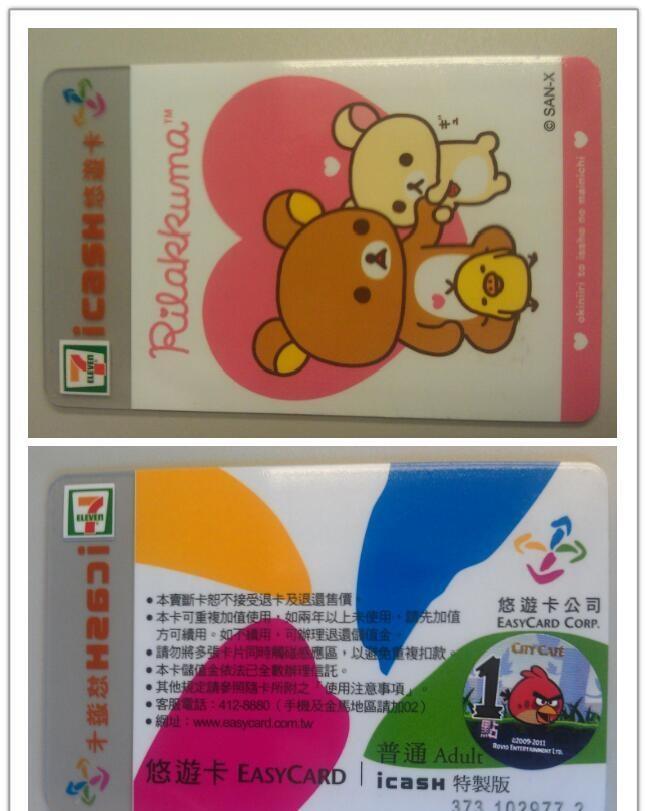 7
ELEVEN
icash悠遊卡
Rilakkuma™
ギュ
© SAN-X
okiniiri to issho no mainichi
7
ELEVEN
icash悠遊卡
•本賣斷卡恕不接受退卡及退還售價。
•本卡可重複加值使用，如兩年以上未使用，請先加值
方可續用。如不續用，可辦理退還儲值金。
•請勿將多張卡片同時觸碰感應區，以避免重複扣款。
•本卡儲值金依法已全數辦理信託。
•其他規定請參照隨卡所附之「使用注意事項」。
•客服電話：412-8880（手機及金馬地區請加02）
•網址：www.easycard.com.tw
悠遊卡公司
EASYCARD CORP.
CITY CAFÉ
1
點
©2009-2011
ROVIO ENTERTAINMENT LTD.
悠遊卡 EASYCARD
普通 Adult
icash 特製版
373 102977 2